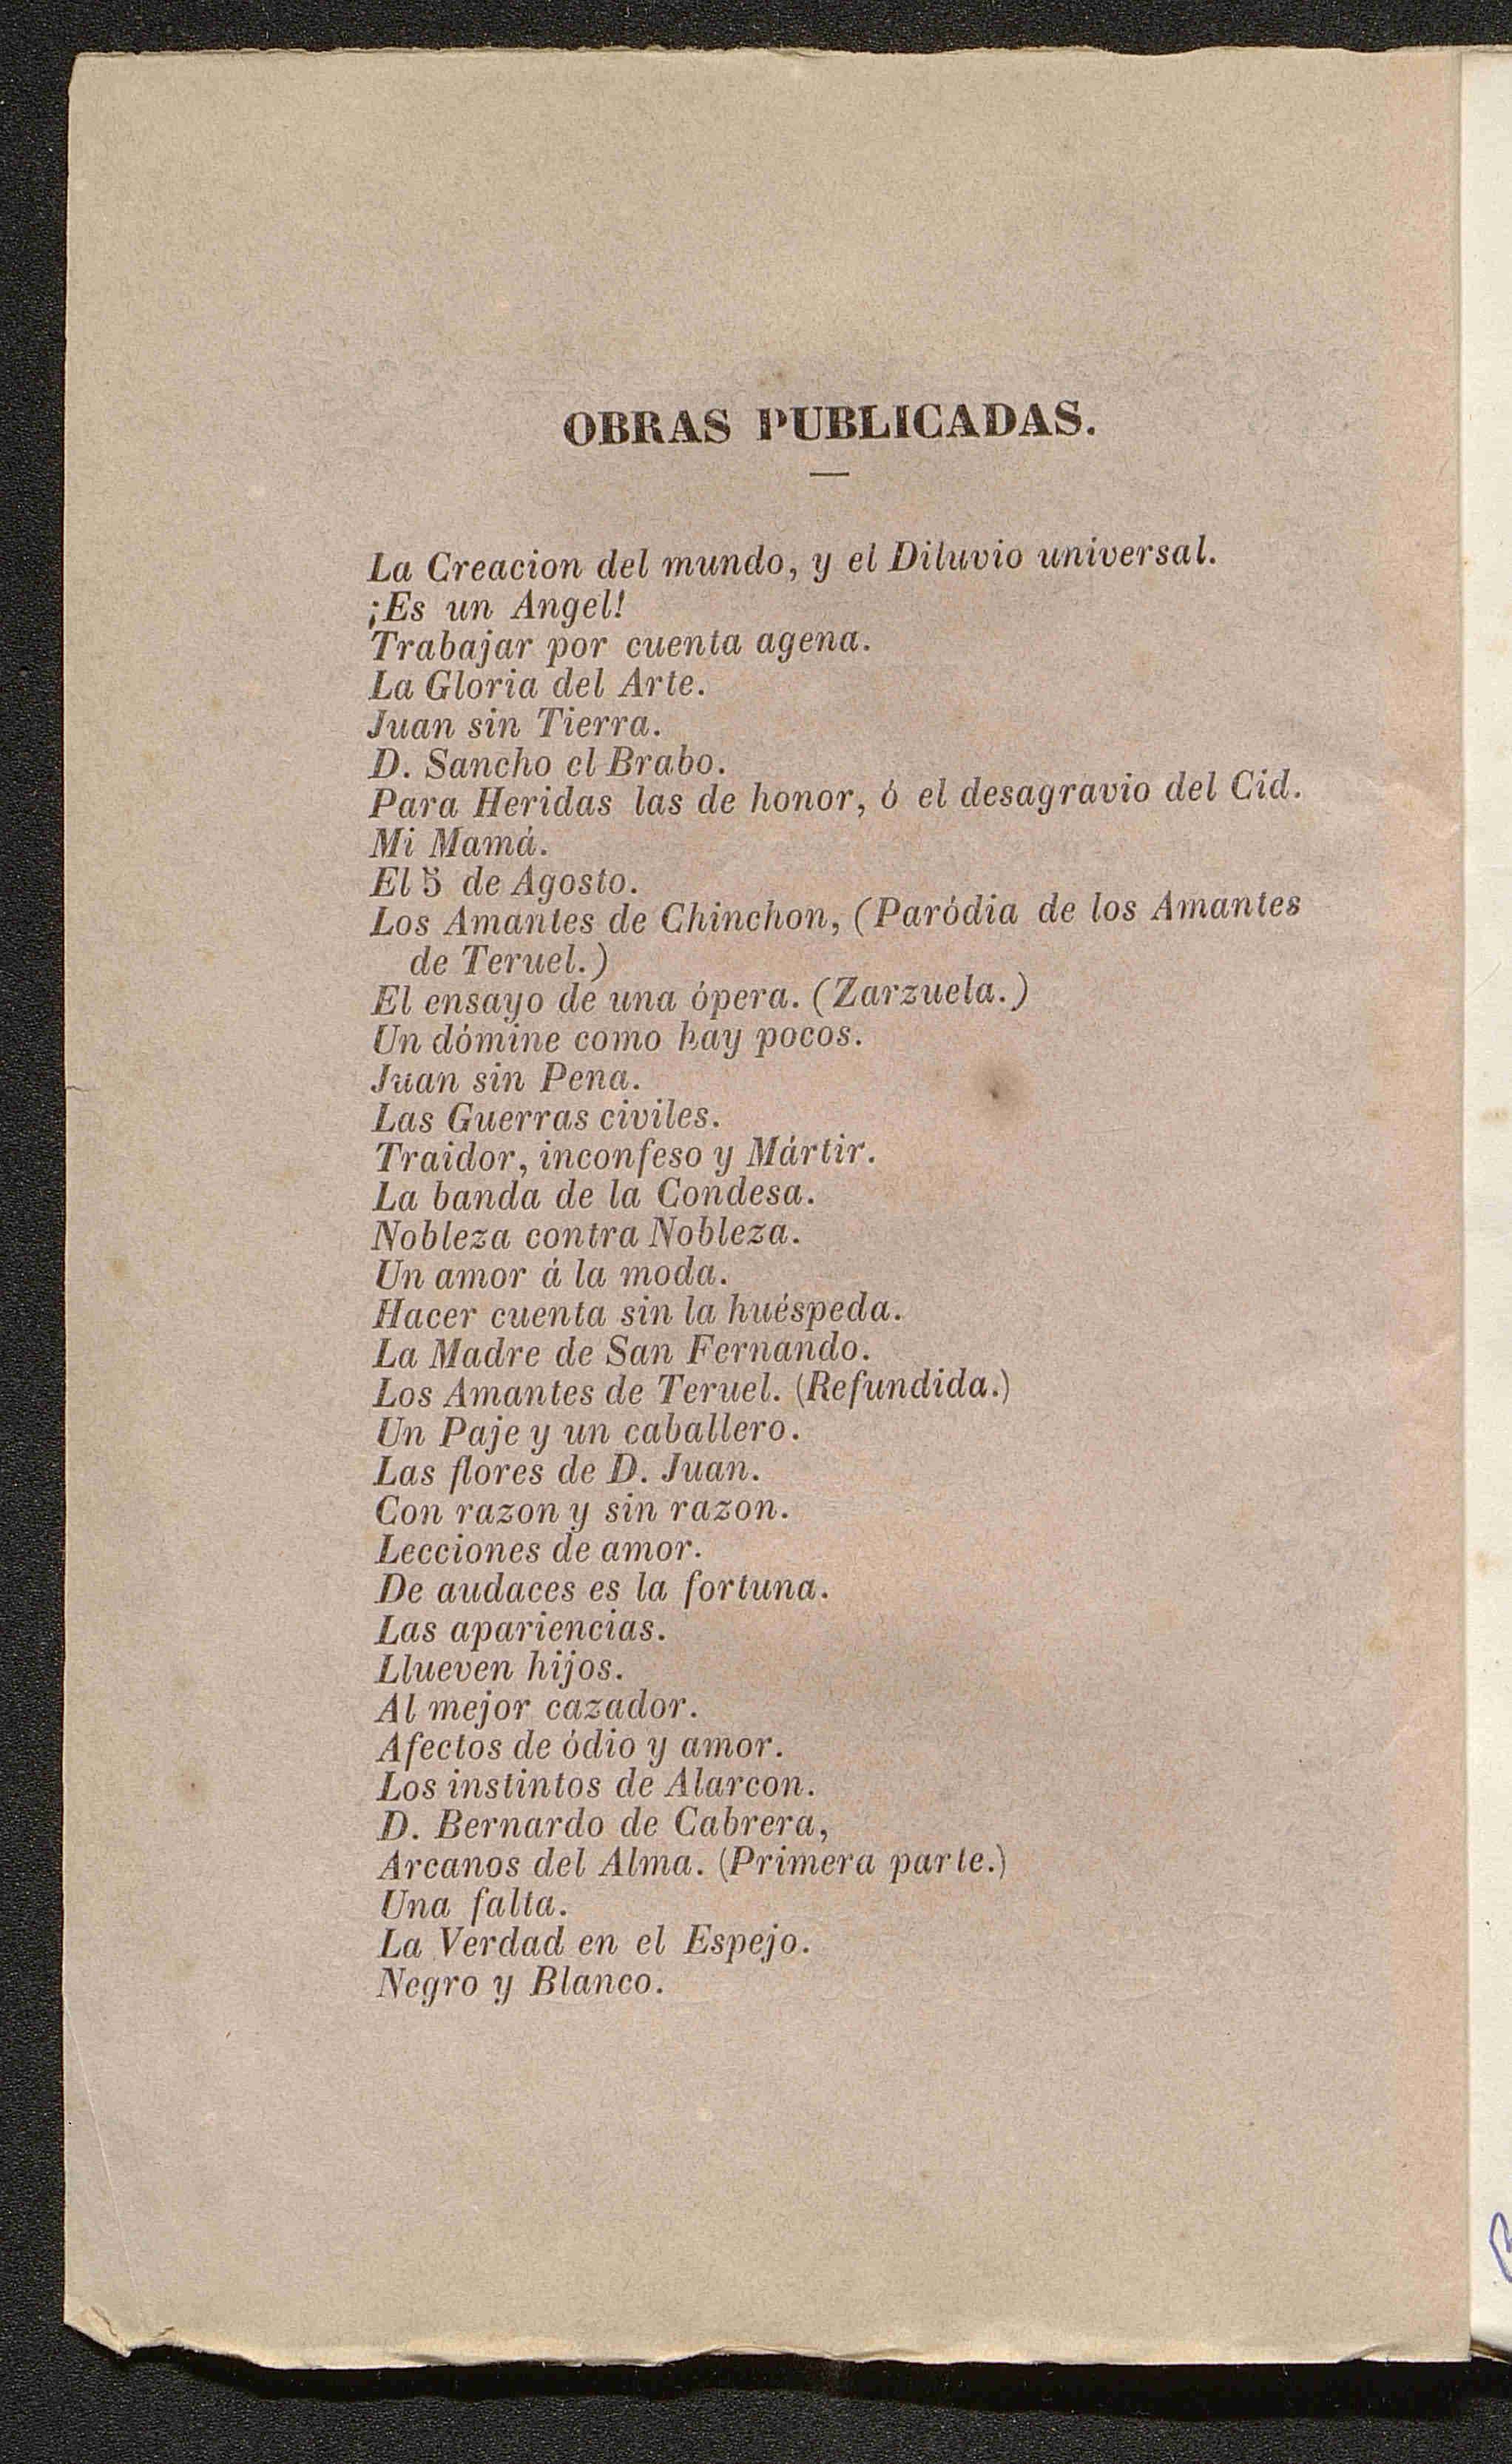 OBRAS PUBLICADAS.
La Creacion del mundo, y el Diluvio universal.
¡Es un Angel!
Trabajar por cuenta agena.
La Gloria del Arte.
Juan sin Tierra.
D. Sancho el Brabo.
Para Heridas las de honor, ó el desagravio del Cid.
Mi Mamá.
El 5 de Agosto.
Los Amantes de Chinchon, (Paródia de los Amantes
de Teruel.)
El ensayo de una ópera. (Zarzuela.)
Un dómine como hay pocos.
Juan sin Pena.
Las Guerras civiles.
Traidor, inconfeso y Mártir.
La banda de la Condesa.
Nobleza contra Nobleza.
Un amor á la moda.
Hacer cuenta sin la huéspeda.
La Madre de San Fernando.
Los Amantes de Teruel. (Refundida.)
Un Paje y un caballero.
Las flores de D. Juan.
Con razon y sin razon.
Lecciones de amor.
De audaces es la fortuna.
Las apariencias.
Llueven hijos.
Al mejor cazador.
Afectos de ódio y amor.
Los instintos de Alarcon.
D. Bernardo de Cabrera,
Arcanos del Alma. (Primera parte.)
Una falta.
La Verdad en el Espejo.
Negro y Blanco.